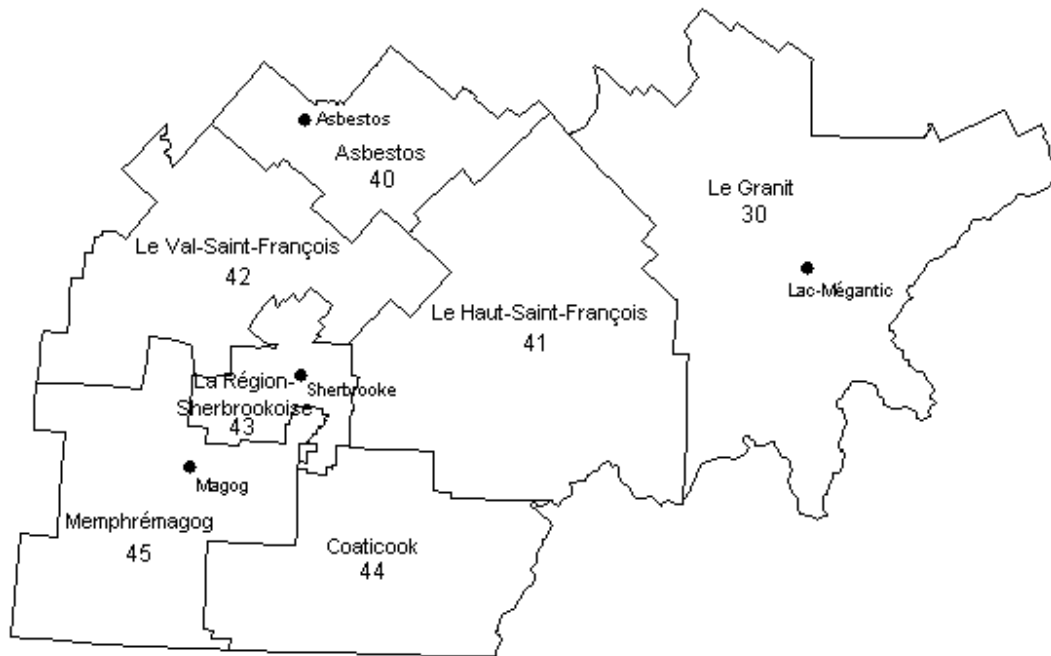 Asbestos
Asbestos
40
Le Granit
30
Le Val-Saint-François
42
Lac-Mégantic
Le Haut-Saint-François
41
La Région-
Sherbrooke
Sherbrookoise
43
Magog
Memphrémagog
45
Coaticook
44